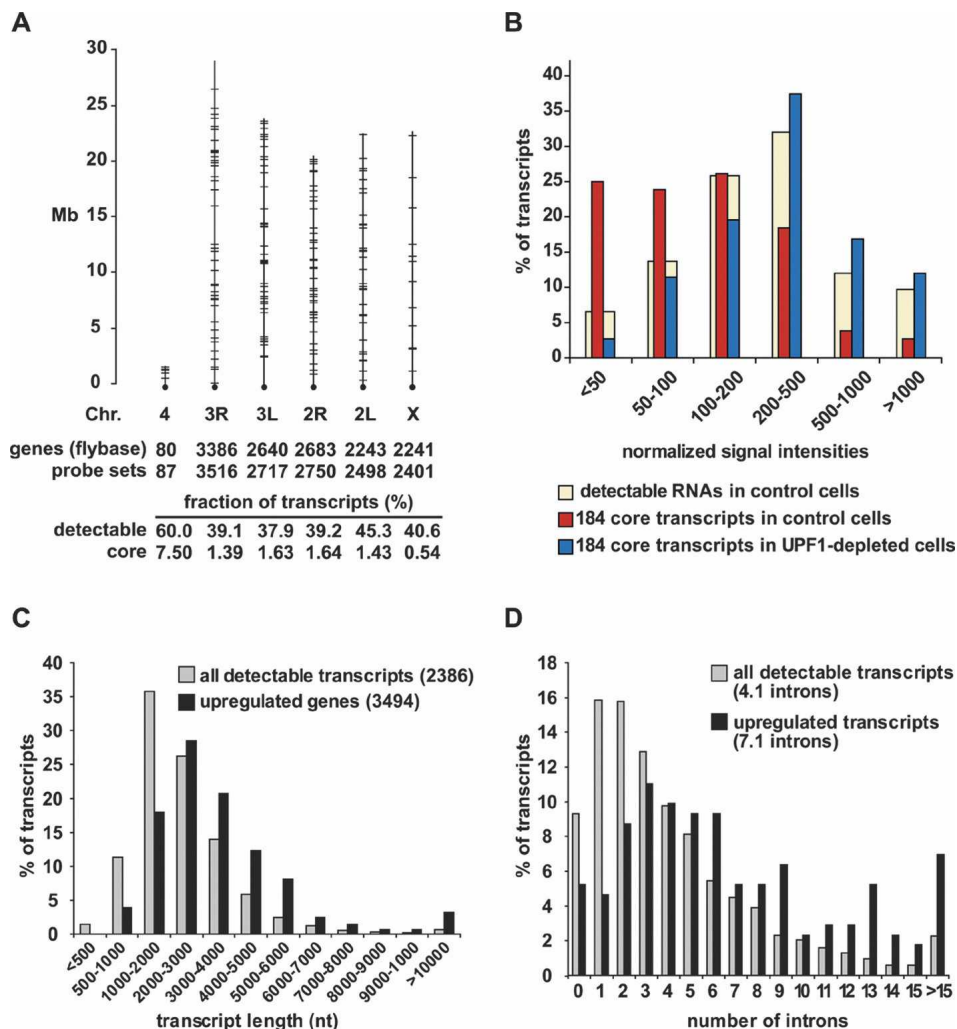 A
30
25
20
Mb
15
10
5
0
Chr. 4 3R 3L 2R 2L X
genes (flybase) 80 3386 2640 2683 2243 2241
probe sets 87 3516 2717 2750 2498 2401
fraction of transcripts (%)
detectable 60.0 39.1 37.9 39.2 45.3 40.6
core 7.50 1.39 1.63 1.64 1.43 0.54
B
% of transcripts
40
35
30
25
20
15
10
5
0
<50 50-100 100-200 200-500 500-1000 >1000
normalized signal intensities
detectable RNAs in control cells
184 core transcripts in control cells
184 core transcripts in UPF1-depleted cells
C
% of transcripts
40
35
30
25
20
15
10
5
0
all detectable transcripts (2386)
upregulated genes (3494)
<500 500-1000 10000-2000 2000-3000 30000-4000 40000-5000 5000-6000 60000-7000 70000-8000 8000-9000 9000-1000 >10000
transcript length (nt)
D
% of transcripts
18
16
14
12
10
8
6
4
2
0
all detectable transcripts
(4.1 introns)
upregulated transcripts
(7.1 introns)
0 1 2 3 4 5 6 7 8 9 10 11 12 13 14 15 >15
number of introns